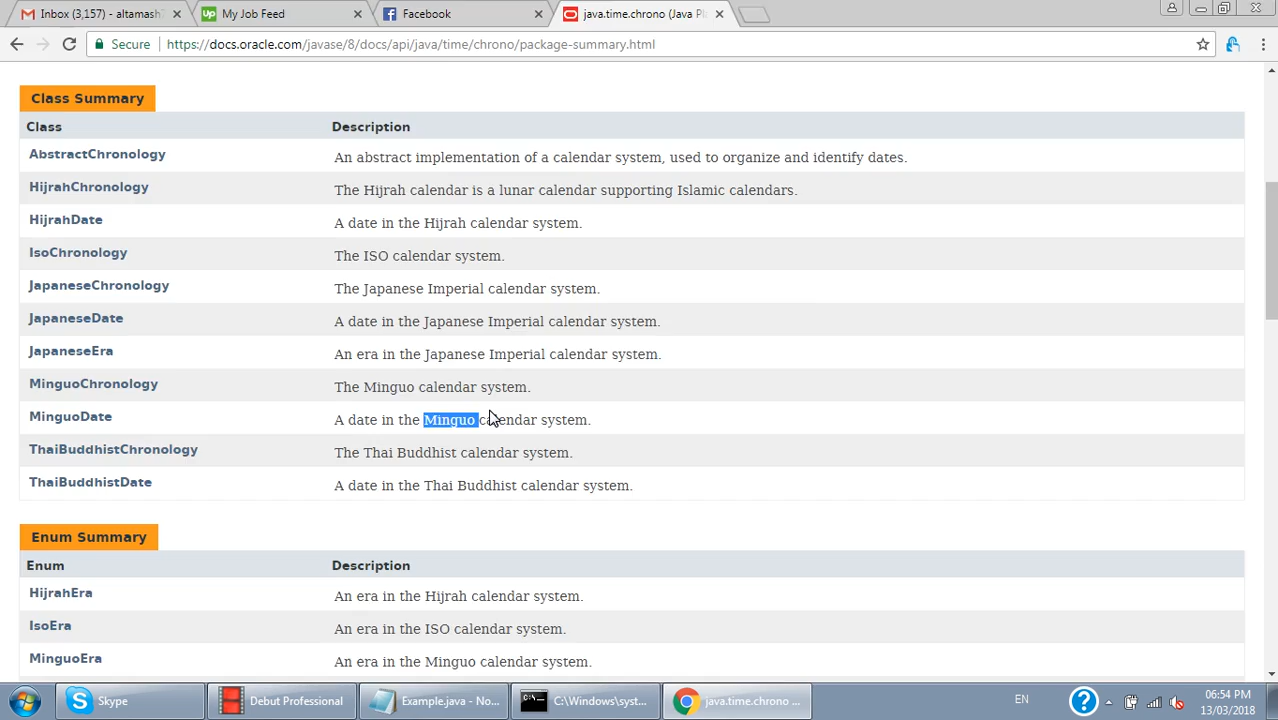 Inbox (3,157) - altamash
My Job Feed
Facebook
java.time.chrono (Java Pl
Secure
https://docs.oracle.com/javase/8/docs/api/java/time/chrono/package-summary.html
Class Summary
Class Description
AbstractChronology An abstract implementation of a calendar system, used to organize and identify dates.
HijrahChronology The Hijrah calendar is a lunar calendar supporting Islamic calendars.
HijrahDate A date in the Hijrah calendar system.
IsoChronology The ISO calendar system.
JapaneseChronology The Japanese Imperial calendar system.
JapaneseDate A date in the Japanese Imperial calendar system.
JapaneseEra An era in the Japanese Imperial calendar system.
MinguoChronology The Minguo calendar system.
MinguoDate A date in the Minguo calendar system.
ThaiBuddhistChronology The Thai Buddhist calendar system.
ThaiBuddhistDate A date in the Thai Buddhist calendar system.
Enum Summary
Enum Description
HijrahEra An era in the Hijrah calendar system.
IsoEra An era in the ISO calendar system.
MinguoEra An era in the Minguo calendar system.
Skype
Debut Professional
Example.java - No...
C:\Windows\syst...
java.time.chrono ...
EN
06:54 PM
13/03/2018